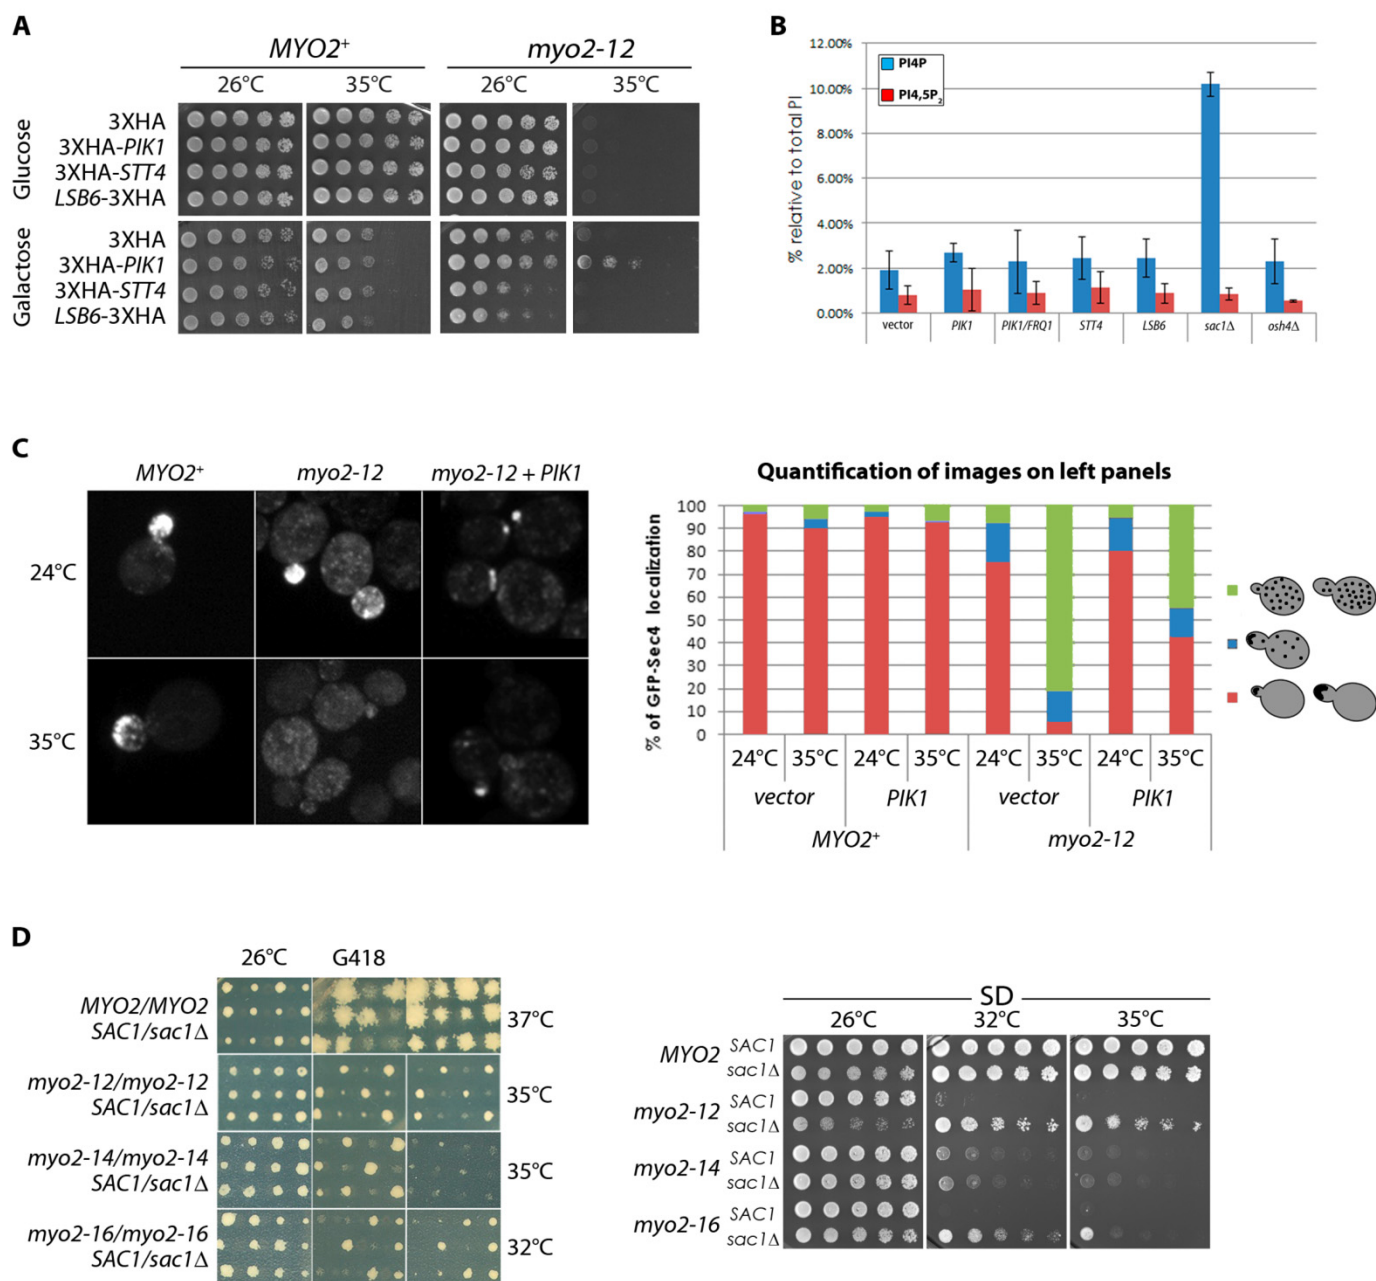 A
MYO2⁺ myo2-12
26°C 35°C 26°C 35°C
Glucose
3XHA
3XHA-PIK1
3XHA-STT4
LSB6-3XHA
Galactose
3XHA
3XHA-PIK1
3XHA-STT4
LSB6-3XHA
B
% relative to total PI
12.00%
10.00%
8.00%
6.00%
4.00%
2.00%
0.00%
PI4P
PI4,5P₂
vector PIK1 PIK1/FRQ1 STT4 LSB6 sac1Δ osh4Δ
C
MYO2⁺ myo2-12 myo2-12 + PIK1
24°C
35°C
Quantification of images on left panels
% of GFP-Sec4 localization
100
90
80
70
60
50
40
30
20
10
0
24°C 35°C 24°C 35°C 24°C 35°C 24°C 35°C
vector PIK1 vector PIK1
MYO2⁺ myo2-12
D
26°C G418
MYO2/MYO2
SAC1/sac1Δ
37°C
myo2-12/myo2-12
SAC1/sac1Δ
35°C
myo2-14/myo2-14
SAC1/sac1Δ
35°C
myo2-16/myo2-16
SAC1/sac1Δ
32°C
SD
26°C 32°C 35°C
MYO2 SAC1
sac1Δ
myo2-12 SAC1
sac1Δ
myo2-14 SAC1
sac1Δ
myo2-16 SAC1
sac1Δ